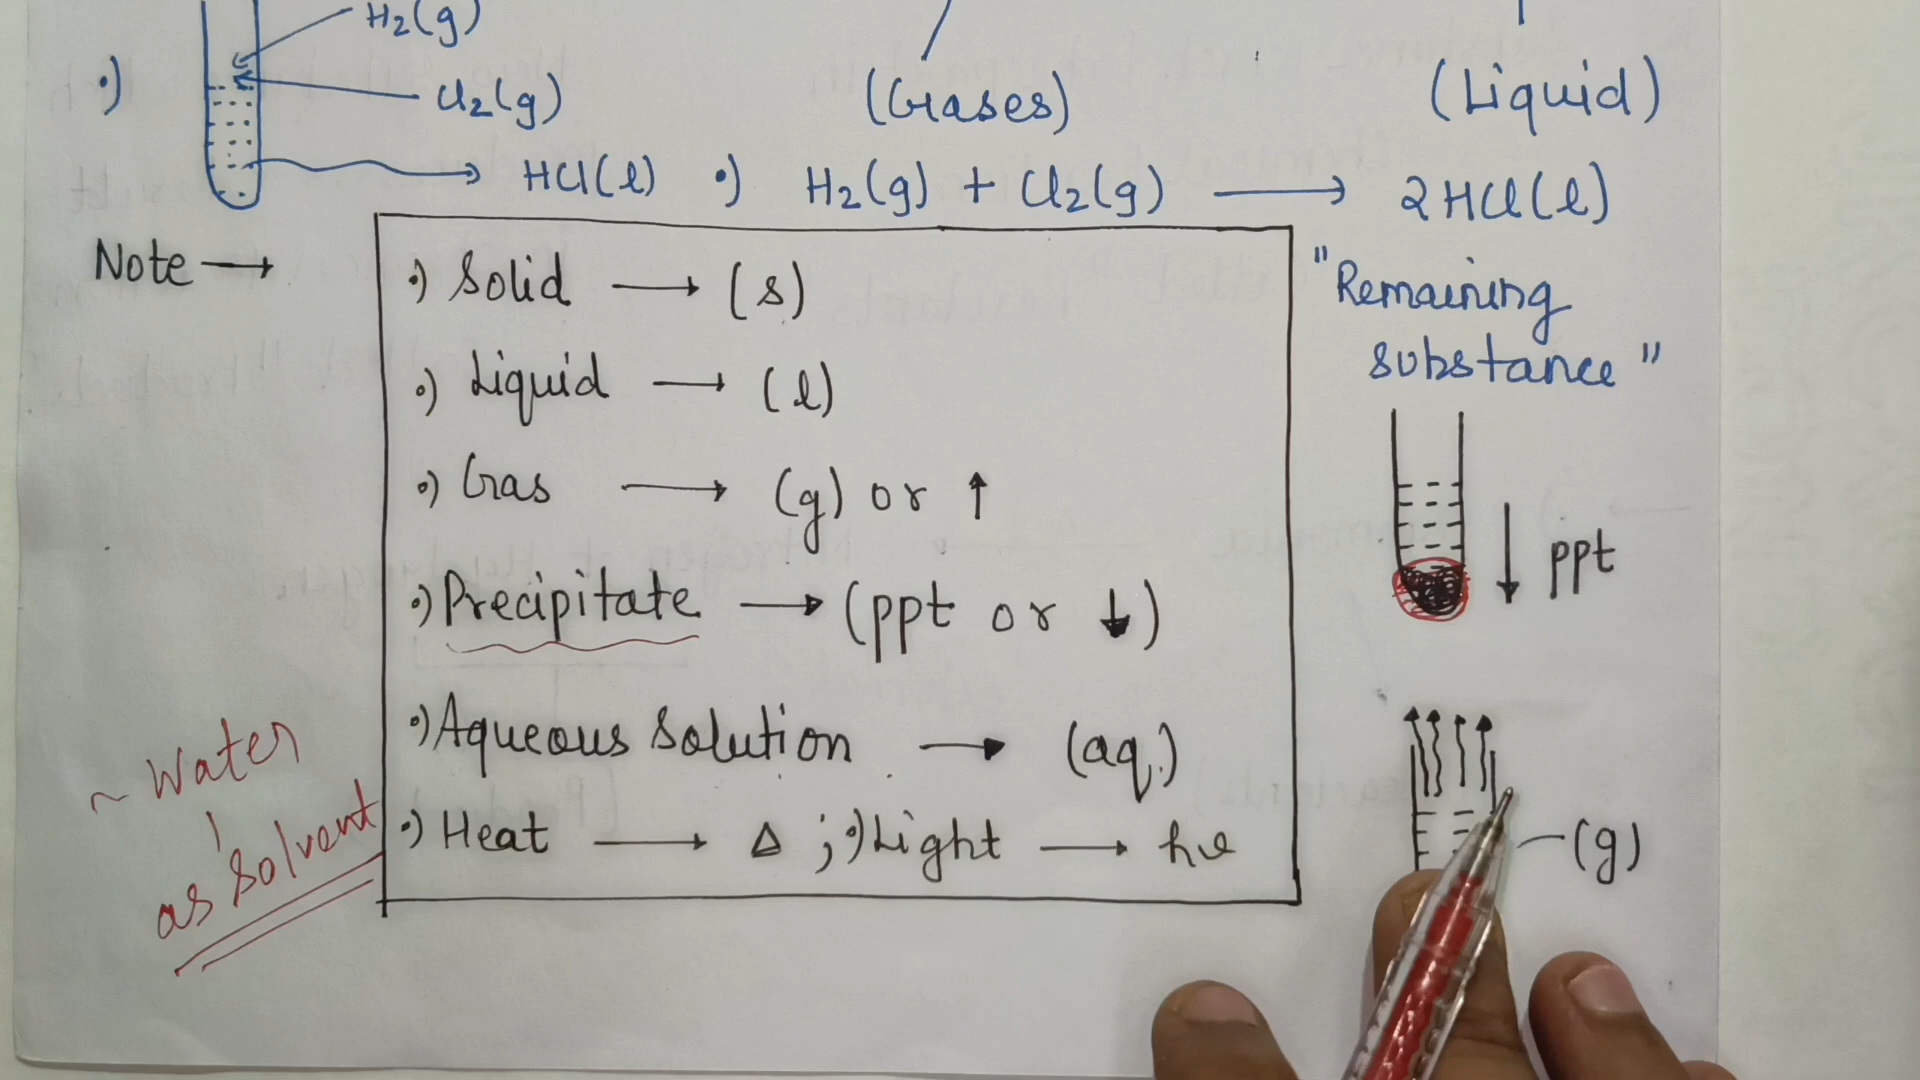 H₂(g)
•) Cl₂(g) (Gases) (Liquid)
HCl(l) •) H₂(g) + Cl₂(g) ⟶ 2HCl(l)
Note →
•) Solid → (s)
•) Liquid → (l)
•) Gas → (g) or ↑
•) Precipitate → (ppt or ↓)
•) Aqueous Solution → (aq.)
•) Heat → Δ ; •) Light → hν
"Remaining
substance"
↓ ppt
(g)
~ Water
as Solvent